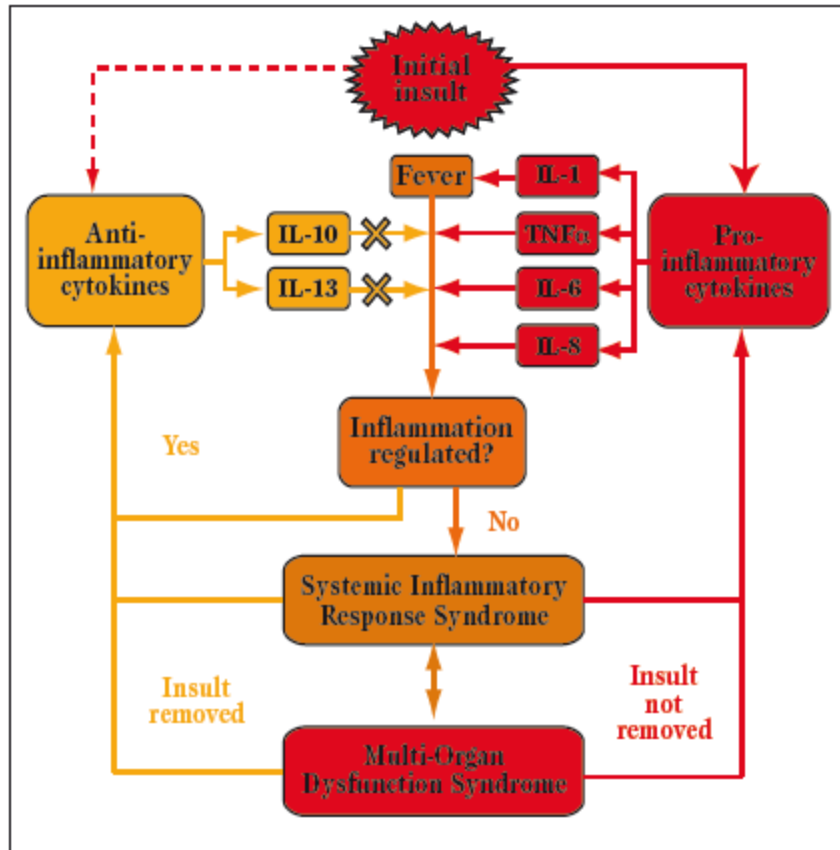 Initial
insult
Fever
IL-1
Anti-
inflammatory
cytokines
IL-10
TNFα
Pro-
inflammatory
cytokines
IL-13
IL-6
IL-8
Inflammation
regulated?
Yes
No
Systemic Inflammatory
Response Syndrome
Insult
removed
Insult
not
removed
Multi-Organ
Dysfunction Syndrome